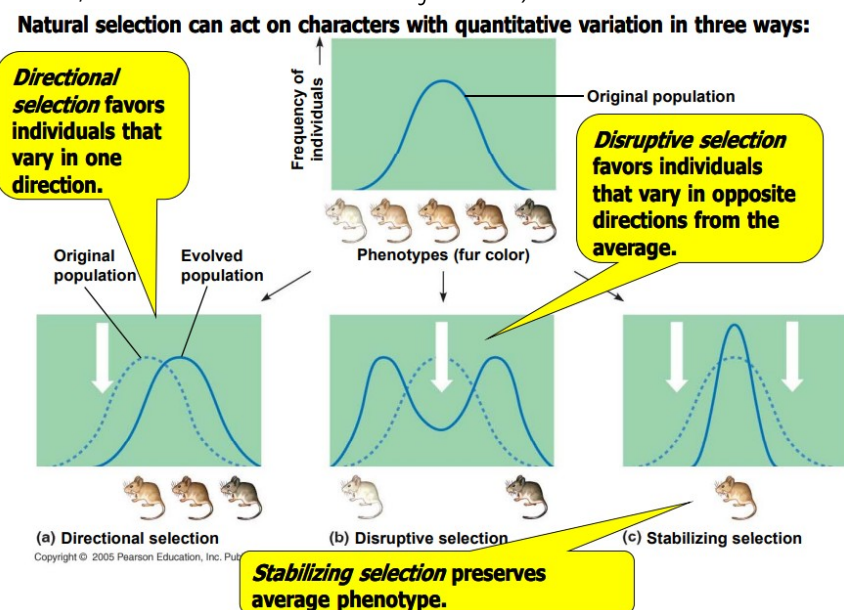 Natural selection can act on characters with quantitative variation in three ways:
Directional
selection favors
individuals that
vary in one
direction.
Frequency of
individuals
Original population
Disruptive selection
favors individuals
that vary in opposite
directions from the
average.
Phenotypes (fur color)
Original
population
Evolved
population
(a) Directional selection
(b) Disruptive selection
(c) Stabilizing selection
Copyright © 2005 Pearson Education, Inc.
Stabilizing selection preserves
average phenotype.